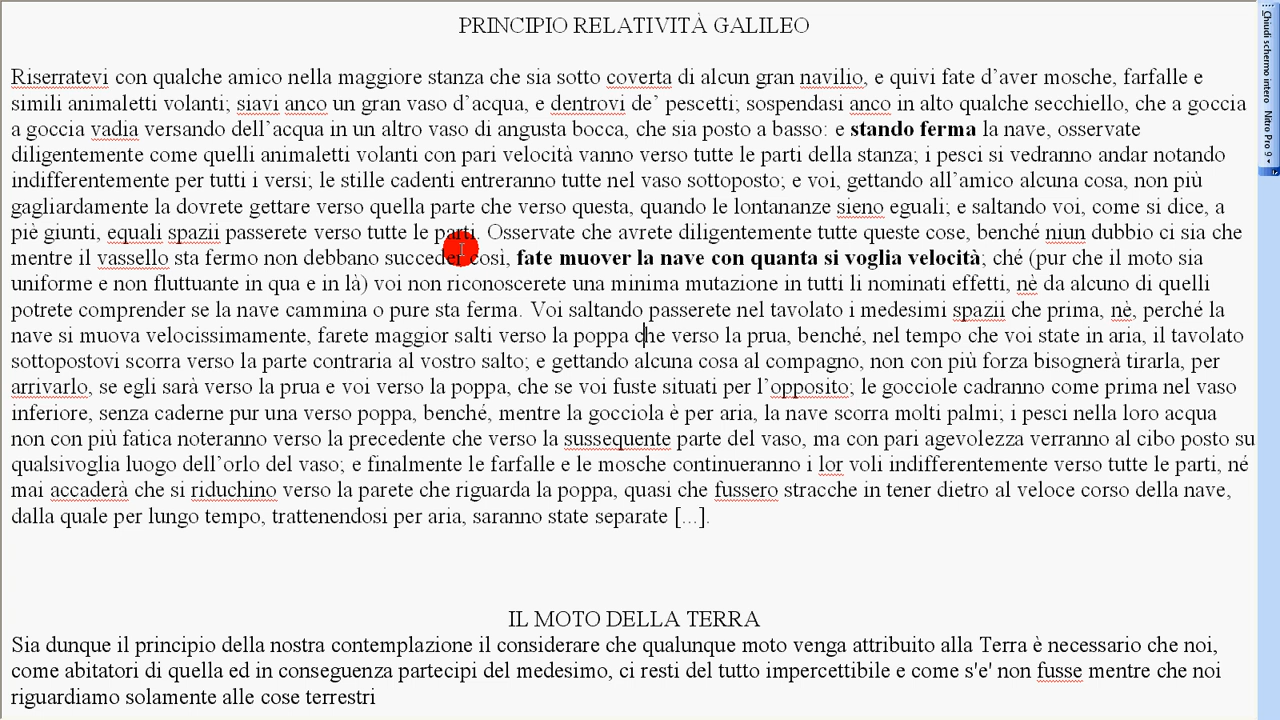 PRINCIPIO RELATIVITÀ GALILEO
Riserratevi con qualche amico nella maggiore stanza che sia sotto coverta di alcun gran navilio, e quivi fate d’aver mosche, farfalle e
simili animaletti volanti; siavi anco un gran vaso d’acqua, e dentrovi de’ pescetti; sospendasi anco in alto qualche secchiello, che a goccia
a goccia vadia versando dell’acqua in un altro vaso di angusta bocca, che sia posto a basso: e stando ferma la nave, osservate
diligentemente come quelli animaletti volanti con pari velocità vanno verso tutte le parti della stanza; i pesci si vedranno andar notando
indifferentemente per tutti i versi; le stille cadenti entreranno tutte nel vaso sottoposto; e voi, gettando all’amico alcuna cosa, non più
gagliardamente la dovrete gettare verso quella parte che verso questa, quando le lontananze sieno eguali; e saltando voi, come si dice, a
piè giunti, equali spazii passerete verso tutte le parti. Osservate che avrete diligentemente tutte queste cose, benché niun dubbio ci sia che
mentre il vassello sta fermo non debbano succeder così, fate muover la nave con quanta si voglia velocità; ché (pur che il moto sia
uniforme e non fluttuante in qua e in là) voi non riconoscerete una minima mutazione in tutti li nominati effetti, nè da alcuno di quelli
potrete comprender se la nave cammina o pure sta ferma. Voi saltando passerete nel tavolato i medesimi spazii che prima, nè, perché la
nave si muova velocissimamente, farete maggior salti verso la poppa che verso la prua, benché, nel tempo che voi state in aria, il tavolato
sottopostovi scorra verso la parte contraria al vostro salto; e gettando alcuna cosa al compagno, non con più forza bisognerà tirarla, per
arrivarlo, se egli sarà verso la prua e voi verso la poppa, che se voi fuste situati per l’opposito; le gocciole cadranno come prima nel vaso
inferiore, senza caderne pur una verso poppa, benché, mentre la gocciola è per aria, la nave scorra molti palmi; i pesci nella loro acqua
non con più fatica noteranno verso la precedente che verso la sussequente parte del vaso, ma con pari agevolezza verranno al cibo posto su
qualsivoglia luogo dell’orlo del vaso; e finalmente le farfalle e le mosche continueranno i lor voli indifferentemente verso tutte le parti, né
mai accaderà che si riduchino verso la parete che riguarda la poppa, quasi che fussero stracche in tener dietro al veloce corso della nave,
dalla quale per lungo tempo, trattenendosi per aria, saranno state separate [...].
IL MOTO DELLA TERRA
Sia dunque il principio della nostra contemplazione il considerare che qualunque moto venga attribuito alla Terra è necessario che noi,
come abitatori di quella ed in conseguenza partecipi del medesimo, ci resti del tutto impercettibile e come s'e' non fusse mentre che noi
riguardiamo solamente alle cose terrestri
Chiudi schermo intero Nitro Pro 9